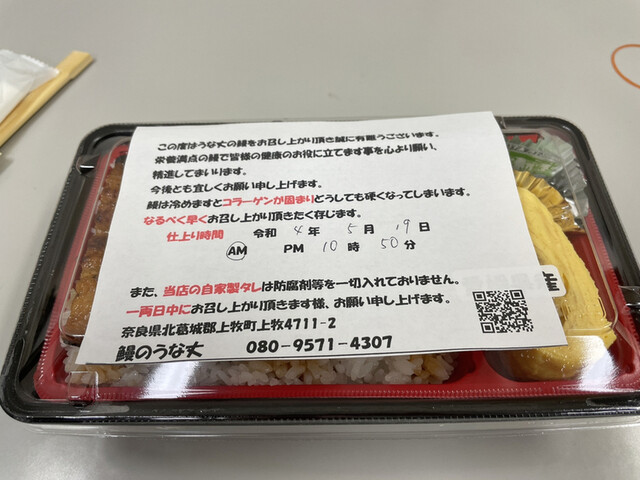 この度はうな丈の鰻をお召し上がり頂き誠に有難うございます。
栄養満点の鰻で皆様の健康のお役に立てます事を心より願い、
精進してまいります。
今後とも宜しくお願い申し上げます。
鰻は冷めますとコラーゲンが固まりどうしても硬くなってしまいます。
なるべく早くお召し上がり頂きたく存じます。
仕上り時間 令和 4 年 5 月 19 日
AM PM 10 時 50 分
また、当店の自家製タレは防腐剤等を一切入れておりません。
一両日中にお召し上がり頂きます様、お願い申し上げます。
奈良県北葛城郡上牧町上牧4711-2
鰻のうな丈 080-9571-4307
産